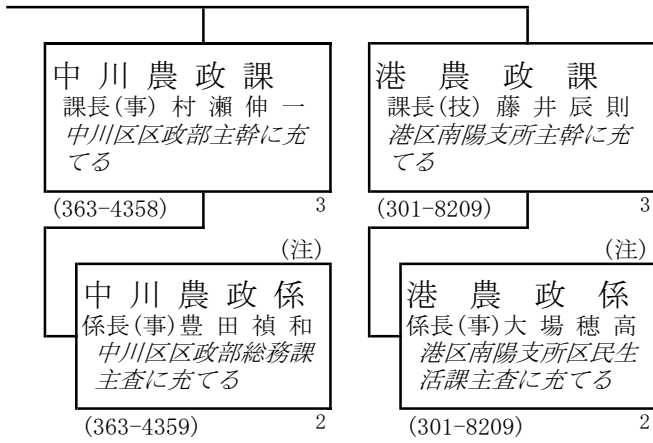 中川農政課
課長(事) 村瀬伸一
中川区区政部主幹に充
てる
(363-4358) 3
(注)
中川農政係
係長(事)豊田禎和
中川区区政部総務課
主査に充てる
(363-4359) 2
港農政課
課長(技) 藤井辰則
港区南陽支所主幹に充
てる
(301-8209) 3
(注)
港農政係
係長(事)大場穂高
港区南陽支所区民生
活課主査に充てる
(301-8209) 2